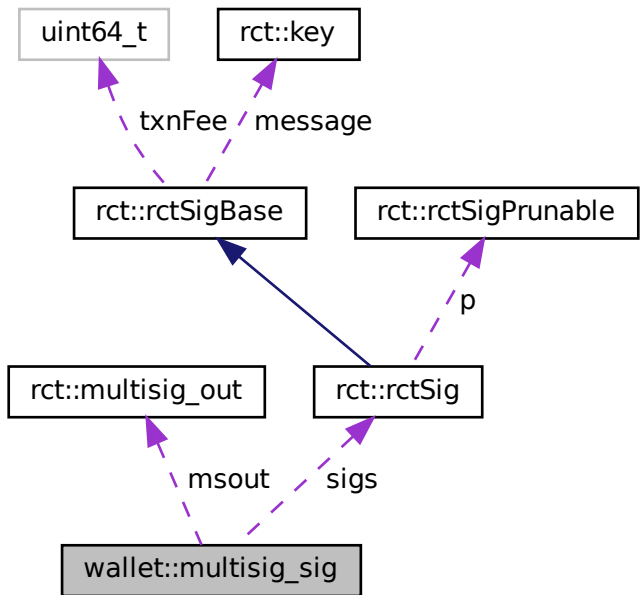 uint64_t
rct::key
txnFee
message
rct::rctSigBase
rct::rctSigPrunable
p
rct::multisig_out
rct::rctSig
msout
sigs
wallet::multisig_sig